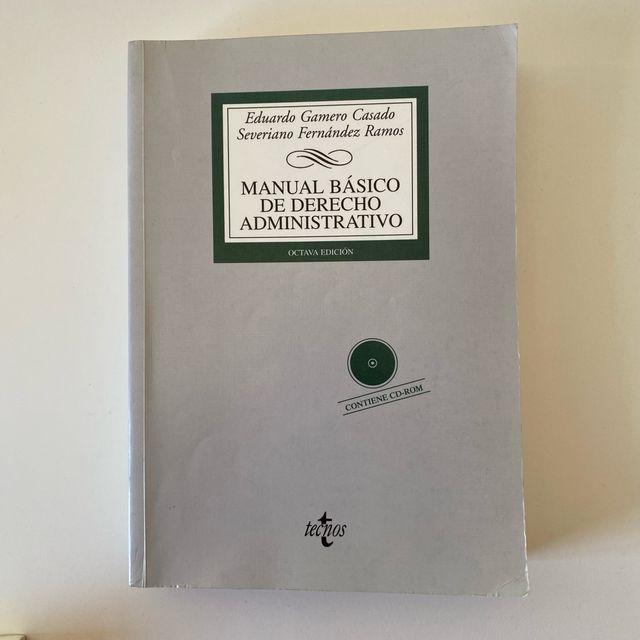 Eduardo Gamero Casado
Severiano Fernández Ramos
MANUAL BÁSICO
DE DERECHO
ADMINISTRATIVO
OCTAVA EDICIÓN
CONTIENE CD-ROM
tecnos